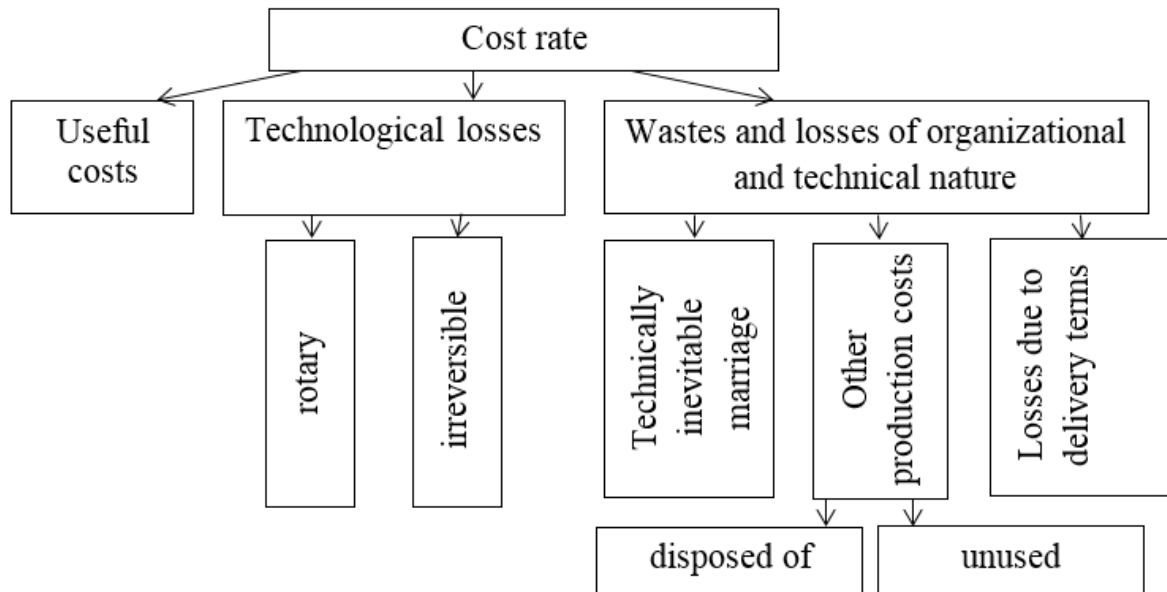 Cost rate
Useful
costs
Technological losses
Wastes and losses of organizational
and technical nature
rotary
irreversible
Technically
inevitable
marriage
Other
production costs
Losses due to
delivery terms
disposed of
unused